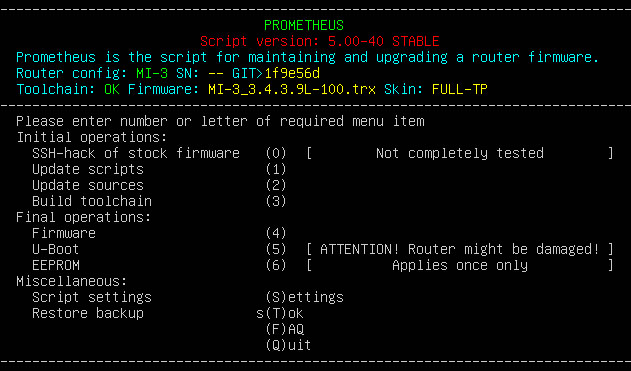 PROMETHEUS
Script version: 5.00-40 STABLE
Prometheus is the script for maintaining and upgrading a router firmware.
Router config: MI-3 SN: -- GIT>1f9e56d
Toolchain: OK Firmware: MI-3_3.4.3.9L-100.trx Skin: FULL-TP
Please enter number or letter of required menu item
Initial operations:
SSH-hack of stock firmware (0) [ Not completely tested ]
Update scripts (1)
Update sources (2)
Build toolchain (3)
Final operations:
Firmware (4)
U-Boot (5) [ ATTENTION! Router might be damaged! ]
EEPROM (6) [ Applies once only ]
Miscellaneous:
Script settings (S)ettings
Restore backup s(T)ok
(F)AQ
(Q)uit